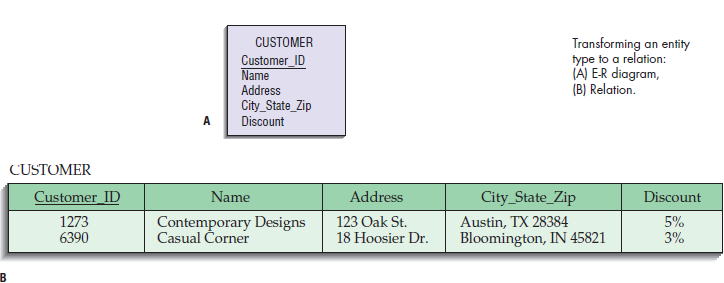 CUSTOMER
Customer_ID
Name
Address
City_State_Zip
Discount
A
Transforming an entity
type to a relation:
(A) E-R diagram,
(B) Relation.
CUSTOMER
Customer_ID Name Address City_State_Zip Discount
1273 Contemporary Designs 123 Oak St. Austin, TX 28384 5%
6390 Casual Corner 18 Hoosier Dr. Bloomington, IN 45821 3%
B